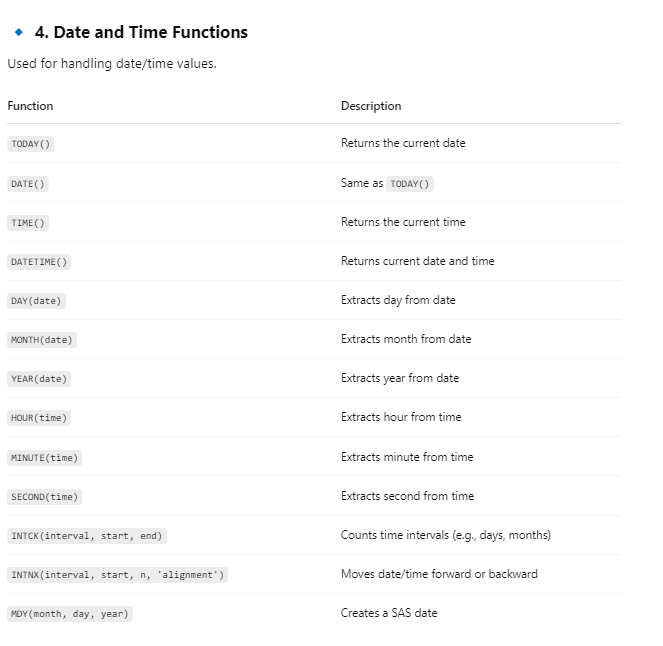 4. Date and Time Functions
Used for handling date/time values.
Function Description
TODAY() Returns the current date
DATE() Same as TODAY()
TIME() Returns the current time
DATETIME() Returns current date and time
DAY(date) Extracts day from date
MONTH(date) Extracts month from date
YEAR(date) Extracts year from date
HOUR(time) Extracts hour from time
MINUTE(time) Extracts minute from time
SECOND(time) Extracts second from time
INTCK(interval, start, end) Counts time intervals (e.g., days, months)
INTNX(interval, start, n, 'alignment') Moves date/time forward or backward
MDY(month, day, year) Creates a SAS date